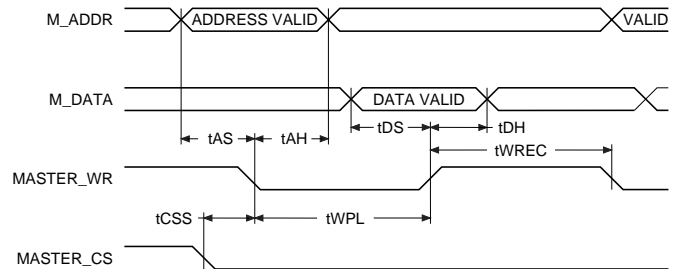 M_ADDR
ADDRESS VALID
VALID
M_DATA
DATA VALID
tAS
tAH
tDS
tDH
tWREC
MASTER_WR
tCSS
tWPL
MASTER_CS